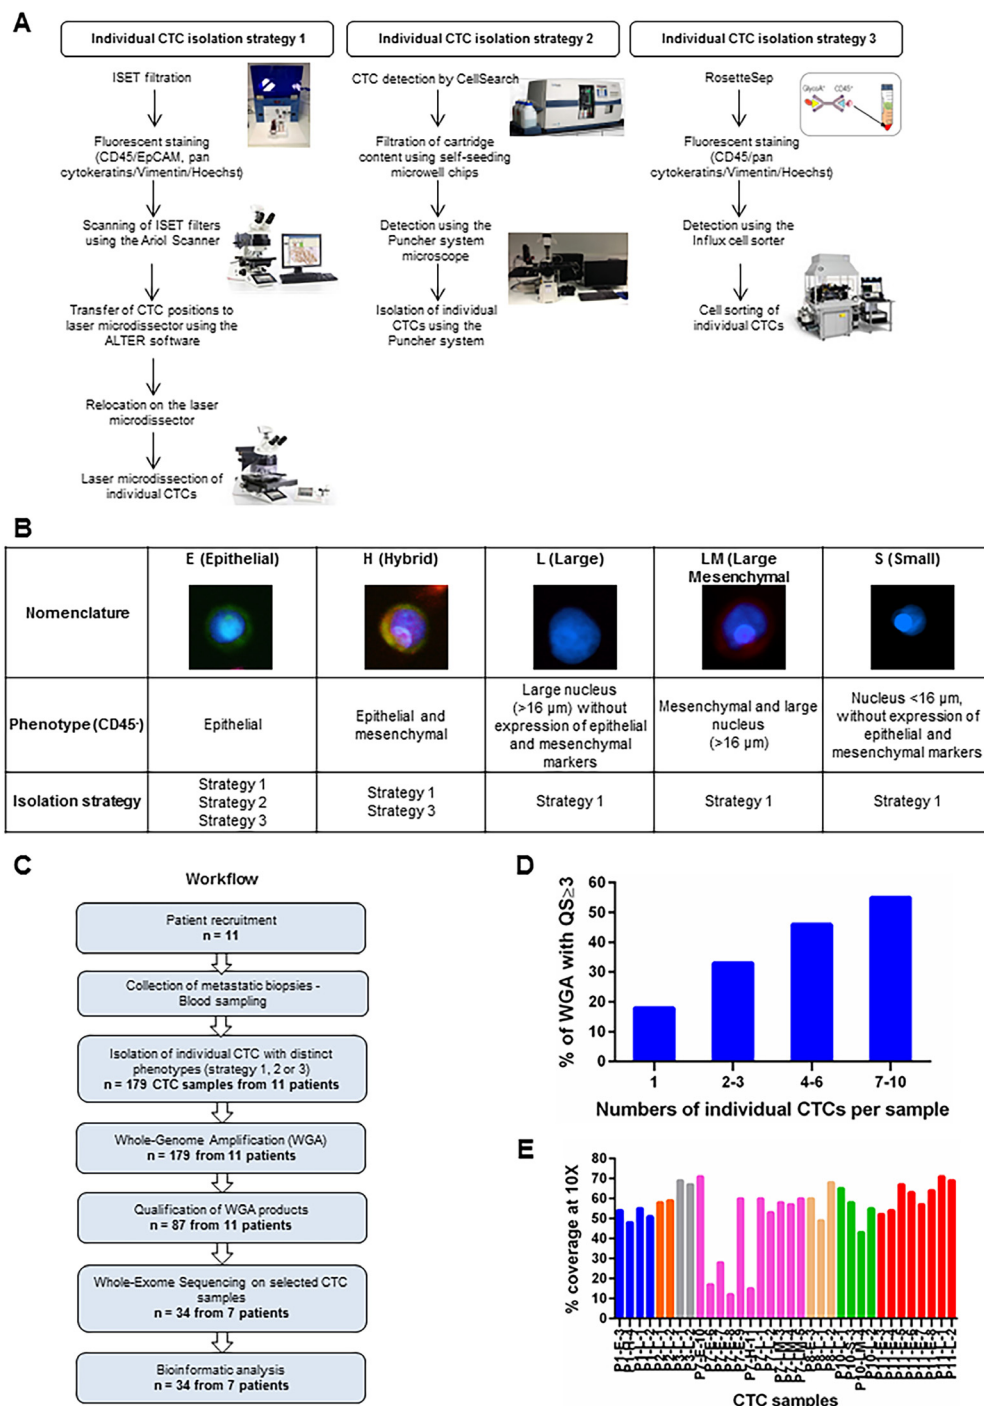 A
Individual CTC isolation strategy 1
ISET filtration
Fluorescent staining
(CD45/EpCAM, pan
cytokeratins/Vimentin/Hoechst)
Scanning of ISET filters
using the Ariol Scanner
Transfer of CTC positions to
laser microdissector using the
ALTER software
Relocation on the laser
microdissector
Laser microdissection of
individual CTCs
Individual CTC isolation strategy 2
CTC detection by CellSearch
Filtration of cartridge
content using self-seeding
microwell chips
Detection using the
Puncher system
microscope
Isolation of individual
CTCs using the
Puncher system
Individual CTC isolation strategy 3
RosetteSep
GlycoA+
CD45+
Fluorescent staining
(CD45/pan
cytokeratins/Vimentin/Hoechst)
Detection using the
Influx cell sorter
Cell sorting of
individual CTCs
B
Nomenclature
E (Epithelial)
H (Hybrid)
L (Large)
LM (Large
Mesenchymal
S (Small)
Phenotype (CD45-)
Epithelial
Epithelial and
mesenchymal
Large nucleus
(>16 µm) without
expression of epithelial
and mesenchymal
markers
Mesenchymal and large
nucleus
(>16 µm)
Nucleus <16 µm,
without expression of
epithelial and
mesenchymal markers
Isolation strategy
Strategy 1
Strategy 2
Strategy 3
Strategy 1
Strategy 3
Strategy 1
Strategy 1
Strategy 1
C
Workflow
Patient recruitment
n = 11
Collection of metastatic biopsies -
Blood sampling
Isolation of individual CTC with distinct
phenotypes (strategy 1, 2 or 3)
n = 179 CTC samples from 11 patients
Whole-Genome Amplification (WGA)
n = 179 from 11 patients
Qualification of WGA products
n = 87 from 11 patients
Whole-Exome Sequencing on selected CTC
samples
n = 34 from 7 patients
Bioinformatic analysis
n = 34 from 7 patients
D
% of WGA with QS≥3
60
50
40
30
20
10
0
1
2-3
4-6
7-10
Numbers of individual CTCs per sample
E
% coverage at 10X
80
70
60
50
40
30
20
10
0
CTC samples